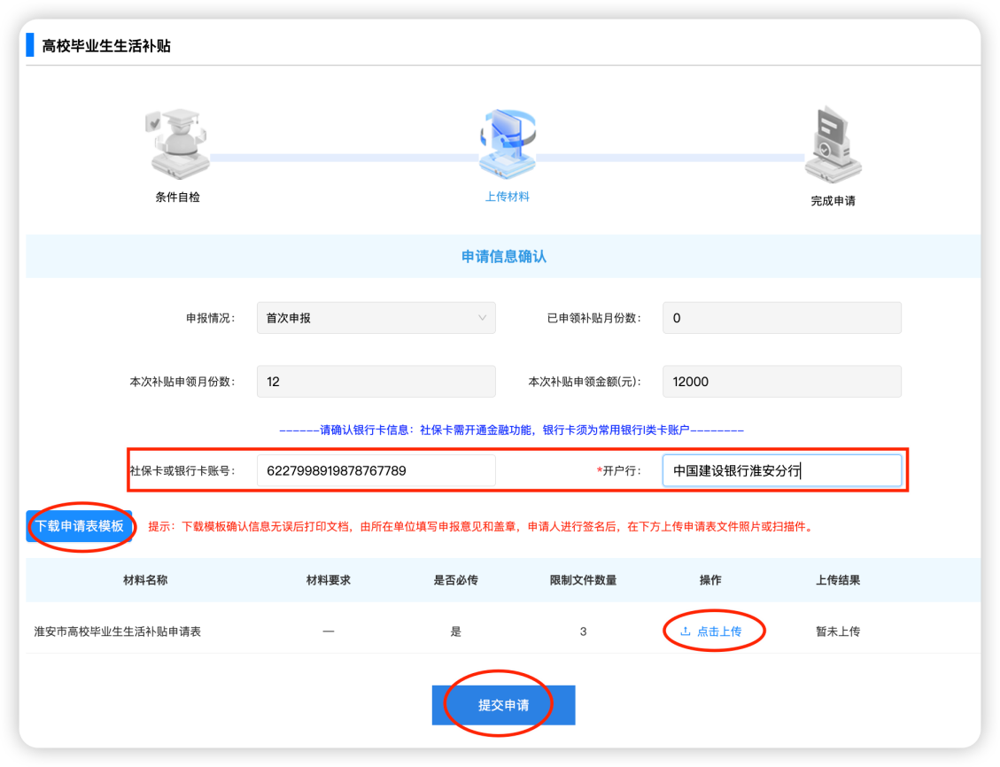 高校毕业生生活补贴
条件自检
上传材料
完成申请
申请信息确认
申报情况： 首次申报 已申领补贴月份数： 0
本次补贴申领月份数： 12 本次补贴申领金额(元)： 12000
------请确认银行卡信息：社保卡需开通金融功能，银行卡须为常用银行I类卡账户--------
社保卡或银行卡账号： 6227998919878767789 *开户行： 中国建设银行淮安分行
下载申请表模板 提示：下载模板确认信息无误后打印文档，由所在单位填写申报意见和盖章，申请人进行签名后，在下方上传申请表文件照片或扫描件。
材料名称 材料要求 是否必传 限制文件数量 操作 上传结果
淮安市高校毕业生生活补贴申请表 — 是 3 点击上传 暂未上传
提交申请